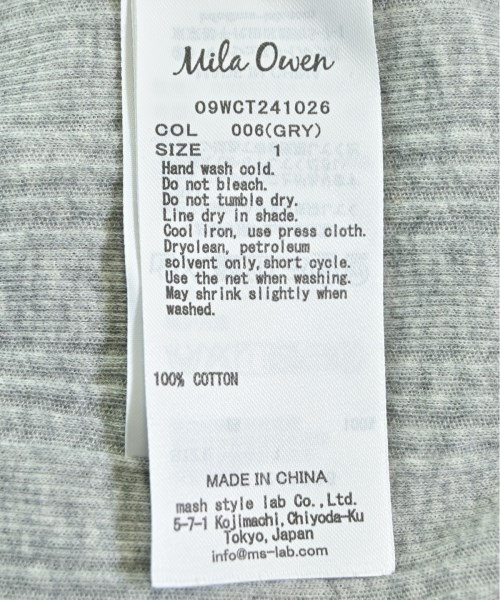 Mila Owen
09WCT241026
COL 006(GRY)
SIZE 1
Hand wash cold.
Do not bleach.
Do not tumble dry.
Line dry in shade.
Cool iron, use press cloth.
Dryclean, petroleum
solvent only, short cycle.
Use the net when washing.
May shrink slightly when
washed.
100% COTTON
MADE IN CHINA
mash style lab Co., Ltd.
5-7-1 Kojimachi, Chiyoda-Ku
Tokyo, Japan
info@ms-lab.com